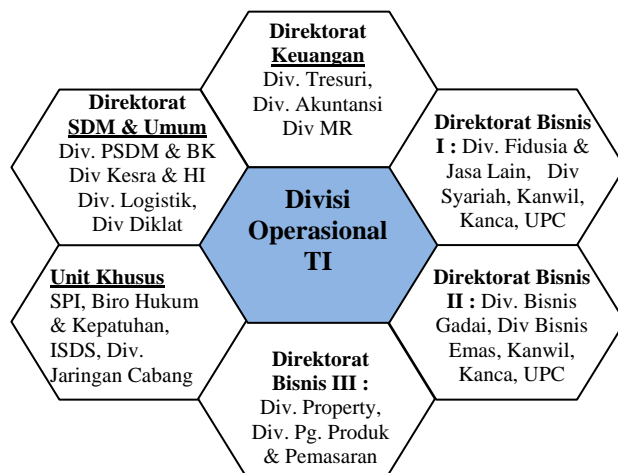 Direktorat
Keuangan
Div. Tresuri,
Div. Akuntansi
Div MR
Direktorat
SDM & Umum
Div. PSDM & BK
Div Kesra & HI
Div. Logistik,
Div Diklat
Direktorat Bisnis
I : Div. Fidusia &
Jasa Lain, Div
Syariah, Kanwil,
Kanca, UPC
Divisi
Operasional
TI
Unit Khusus
SPI, Biro Hukum
& Kepatuhan,
ISDS, Div.
Jaringan Cabang
Direktorat Bisnis
II : Div. Bisnis
Gadai, Div Bisnis
Emas, Kanwil,
Kanca, UPC
Direktorat
Bisnis III :
Div. Property,
Div. Pg. Produk
& Pemasaran